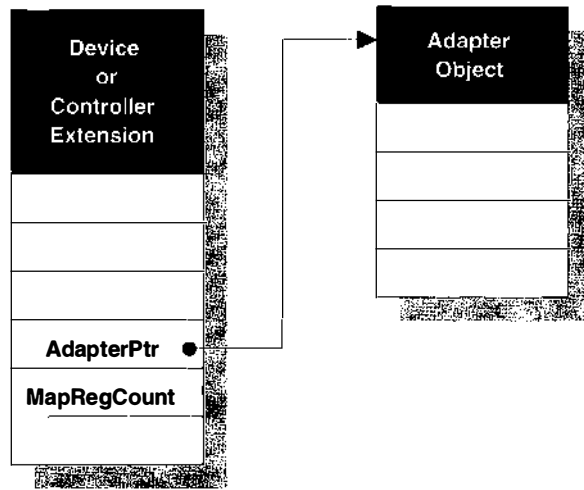 Device
or
Controller
Extension
AdapterPtr
MapRegCount
Adapter
Object